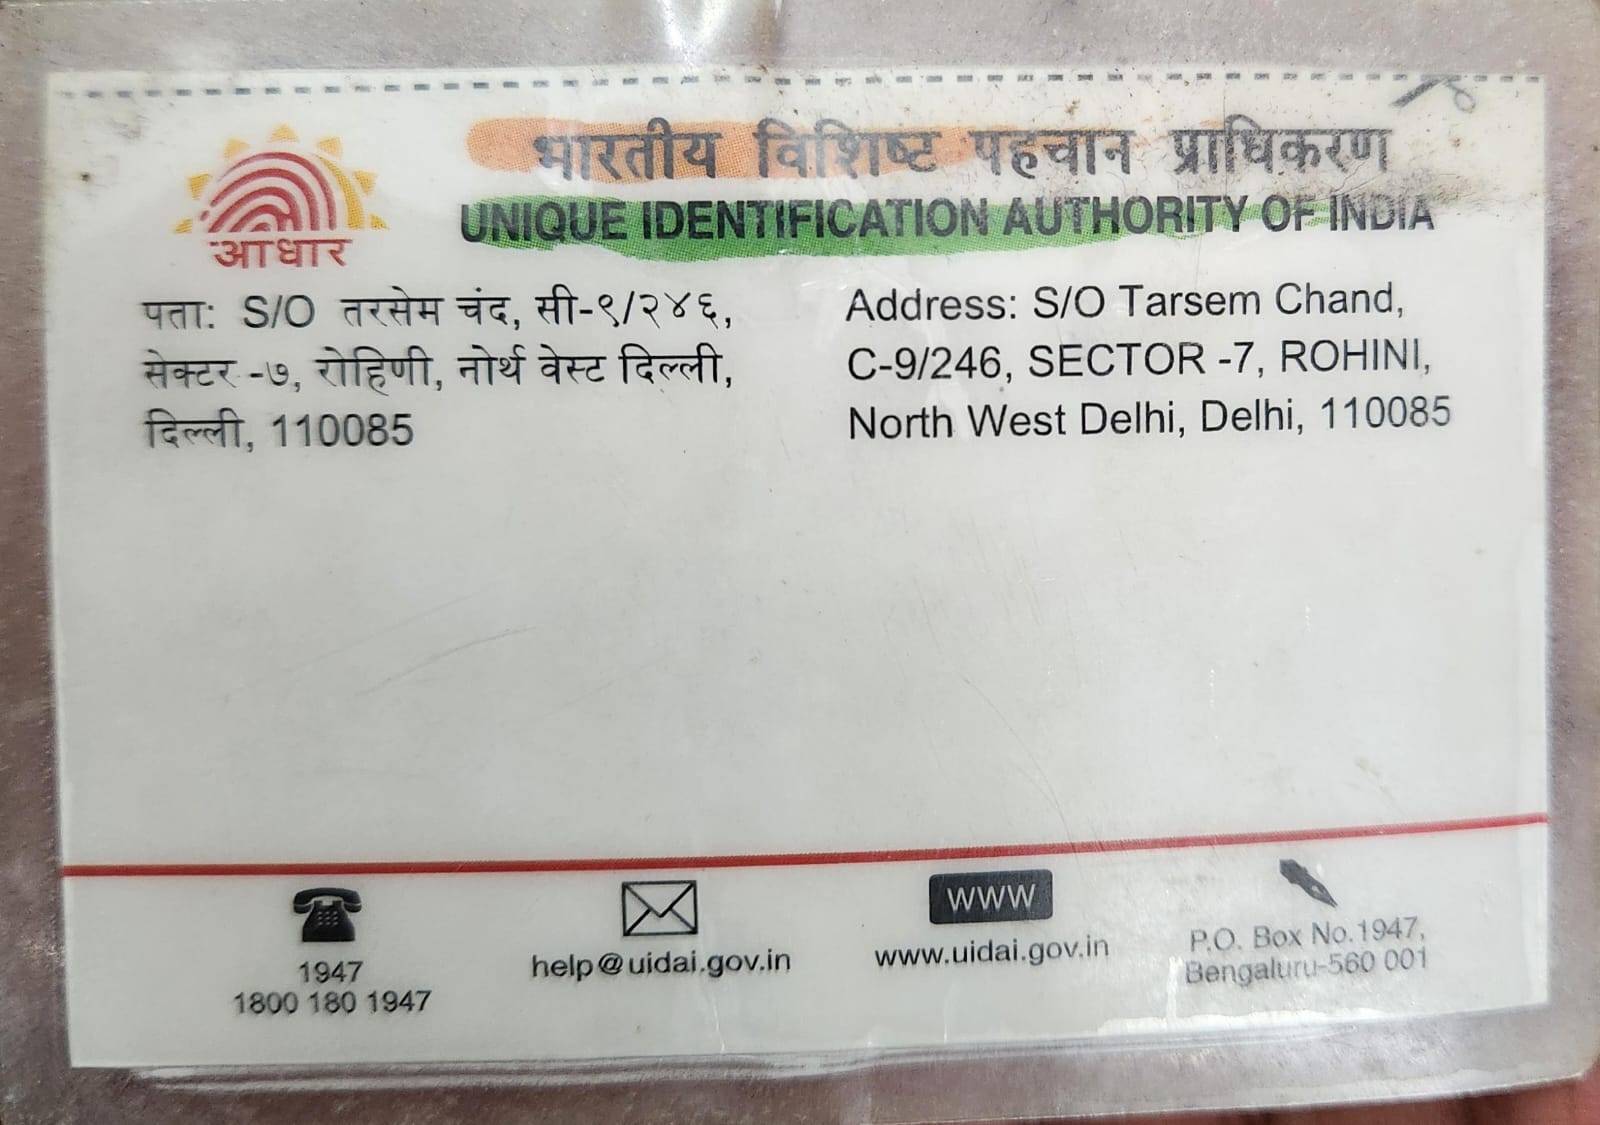 भारतीय विशिष्ट पहचान प्राधिकरण
UNIQUE IDENTIFICATION AUTHORITY OF INDIA
आधार
पता: S/O तरसेम चंद, सी-९/२४६,
सेक्टर -७, रोहिणी, नोर्थ वेस्ट दिल्ली,
दिल्ली, 110085
Address: S/O Tarsem Chand,
C-9/246, SECTOR -7, ROHINI,
North West Delhi, Delhi, 110085
1947
1800 180 1947
help@uidai.gov.in
WWW
www.uidai.gov.in
P.O. Box No.1947,
Bengaluru-560 001